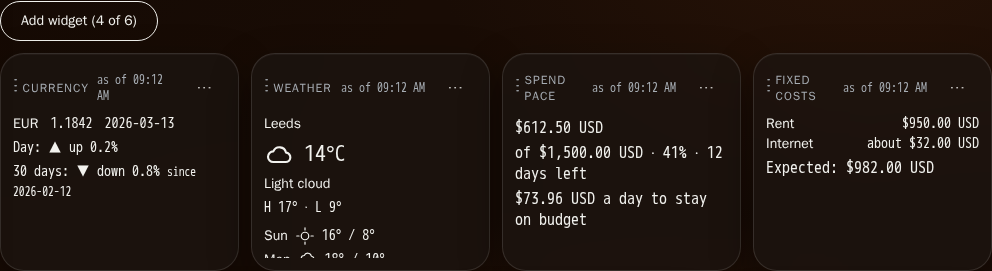 Add widget (4 of 6)
CURRENCY as of 09:12 AM ...
EUR 1.1842 2026-03-13
Day: ▲ up 0.2%
30 days: ▼ down 0.8% since
2026-02-12
WEATHER as of 09:12 AM ...
Leeds
14°C
Light cloud
H 17° · L 9°
Sun 16° / 8°
Mon 18° / 10°
SPEND
PACE as of 09:12 AM ...
$612.50 USD
of $1,500.00 USD · 41% · 12
days left
$73.96 USD a day to stay
on budget
FIXED
COSTS as of 09:12 AM ...
Rent $950.00 USD
Internet about $32.00 USD
Expected: $982.00 USD